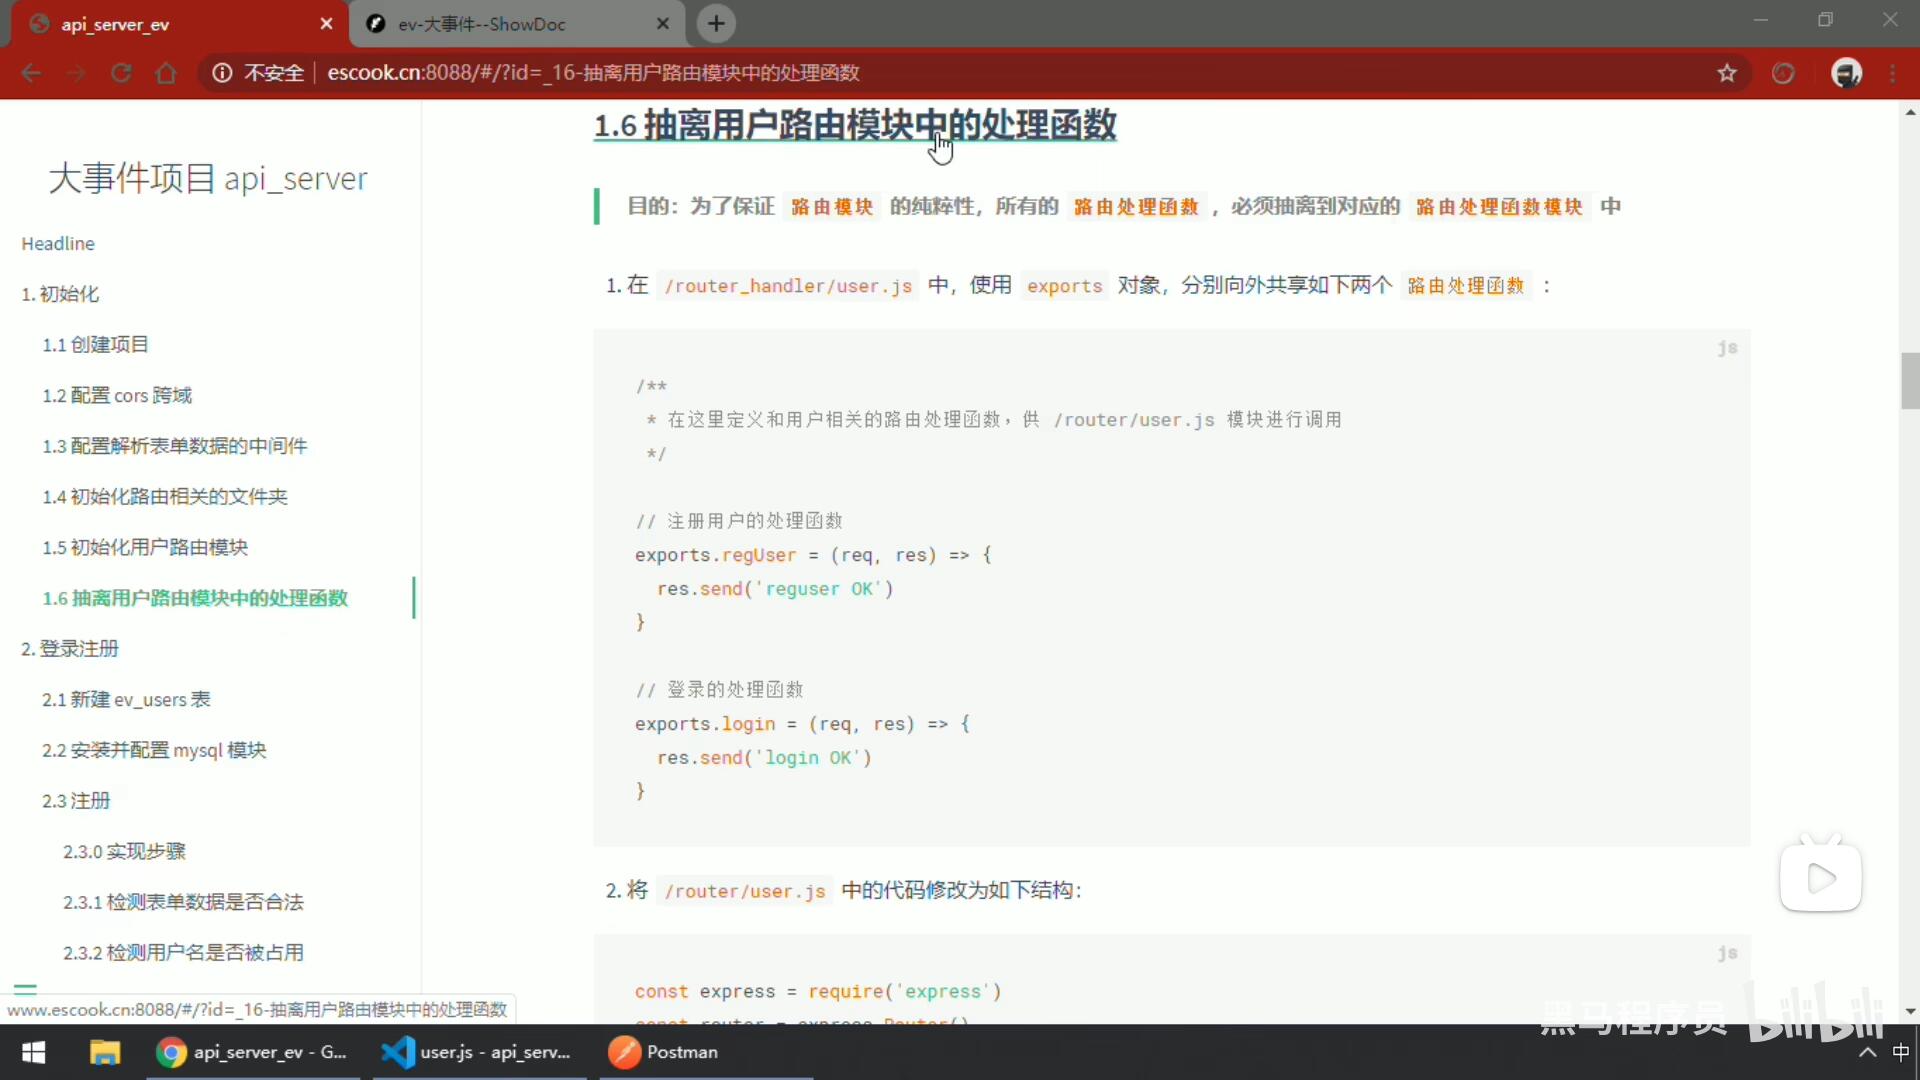 api_server_ev
ev-大事件--ShowDoc
不安全
escook.cn:8088/#/?id=_16-抽离用户路由模块中的处理函数
大事件项目 api_server
Headline
1. 初始化
1.1 创建项目
1.2 配置 cors 跨域
1.3 配置解析表单数据的中间件
1.4 初始化路由相关的文件夹
1.5 初始化用户路由模块
1.6 抽离用户路由模块中的处理函数
2. 登录注册
2.1 新建 ev_users 表
2.2 安装并配置 mysql 模块
2.3 注册
2.3.0 实现步骤
2.3.1 检测表单数据是否合法
2.3.2 检测用户名是否被占用
www.escook.cn:8088/#/?id=_16-抽离用户路由模块中的处理函数
1.6 抽离用户路由模块中的处理函数
目的：为了保证 路由模块 的纯粹性，所有的 路由处理函数 ，必须抽离到对应的 路由处理函数模块 中
1. 在 /router_handler/user.js 中，使用 exports 对象，分别向外共享如下两个 路由处理函数 ：
js
/**
* 在这里定义和用户相关的路由处理函数，供 /router/user.js 模块进行调用
*/
// 注册用户的处理函数
exports.regUser = (req, res) => {
res.send('reguser OK')
}
// 登录的处理函数
exports.login = (req, res) => {
res.send('login OK')
}
2. 将 /router/user.js 中的代码修改为如下结构：
js
const express = require('express')
const router = express.Router()
黑马程序员 bilibili
api_server_ev - G...
user.js - api_serv...
Postman
中